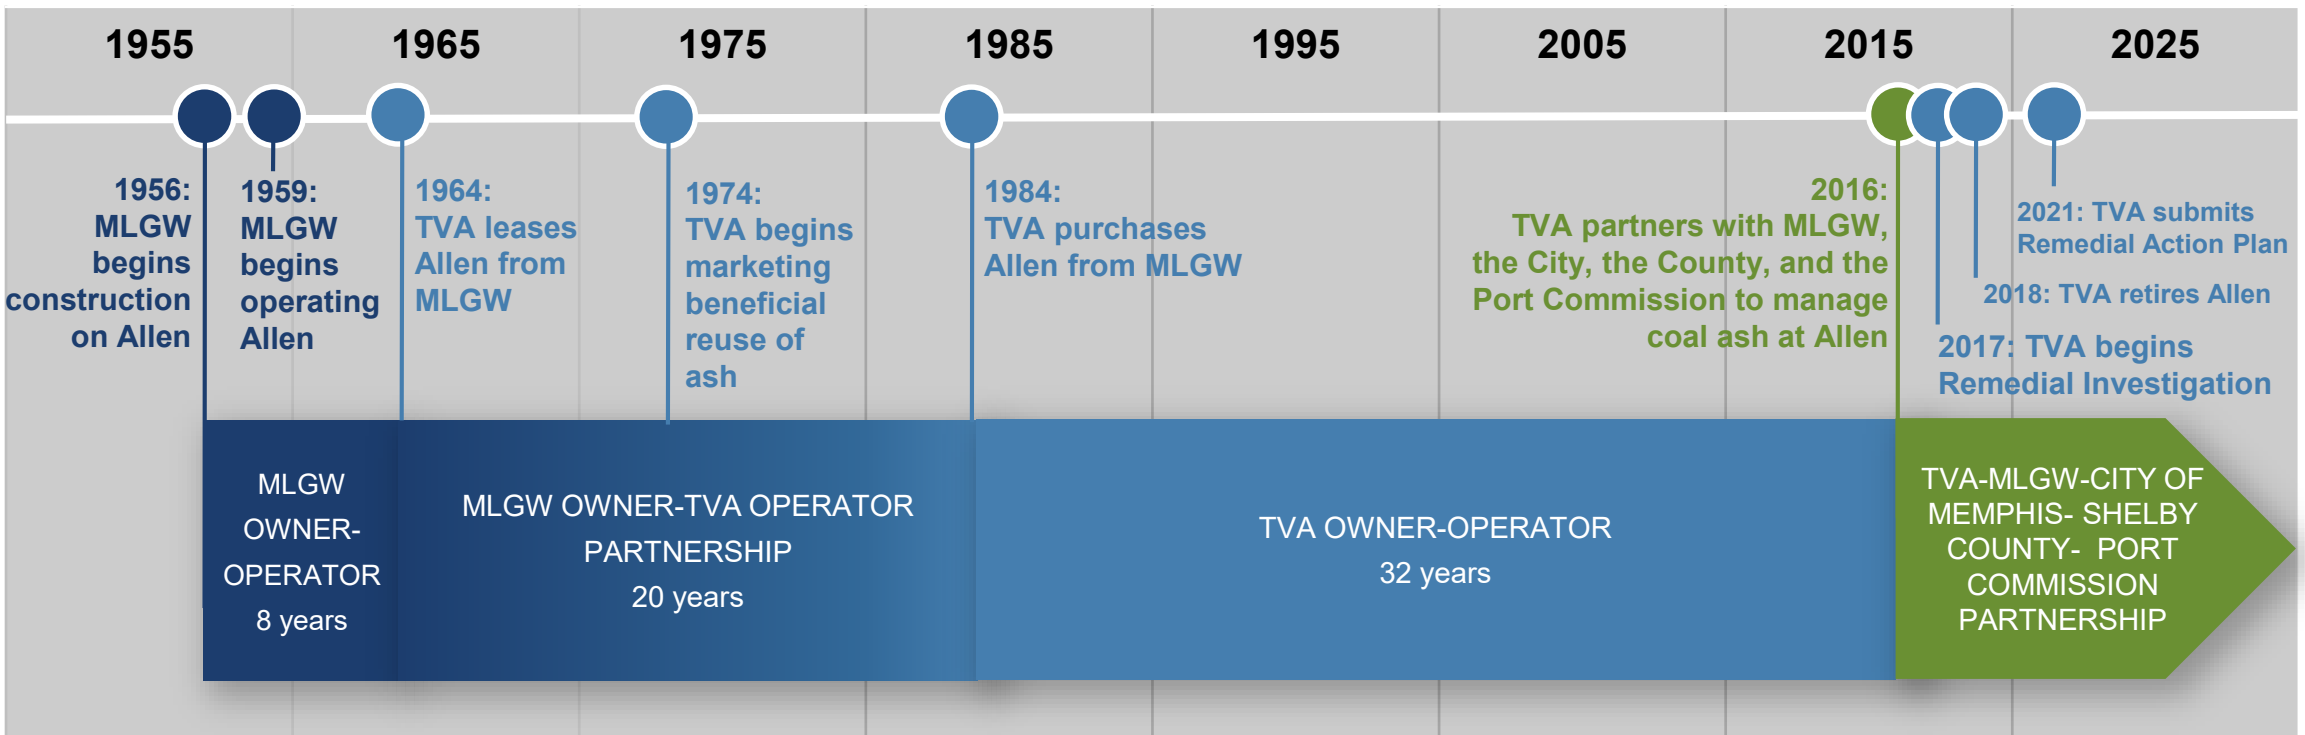 1955
1965
1975
1985
1995
2005
2015
2025
1956:
MLGW
begins
construction
on Allen
1959:
MLGW
begins
operating
Allen
1964:
TVA leases
Allen from
MLGW
1974:
TVA begins
marketing
beneficial
reuse of
ash
1984:
TVA purchases
Allen from MLGW
2016:
TVA partners with MLGW,
the City, the County, and the
Port Commission to manage
coal ash at Allen
2021: TVA submits
Remedial Action Plan
2018: TVA retires Allen
2017: TVA begins
Remedial Investigation
MLGW
OWNER-
OPERATOR
8 years
MLGW OWNER-TVA OPERATOR
PARTNERSHIP
20 years
TVA OWNER-OPERATOR
32 years
TVA-MLGW-CITY OF
MEMPHIS- SHELBY
COUNTY- PORT
COMMISSION
PARTNERSHIP